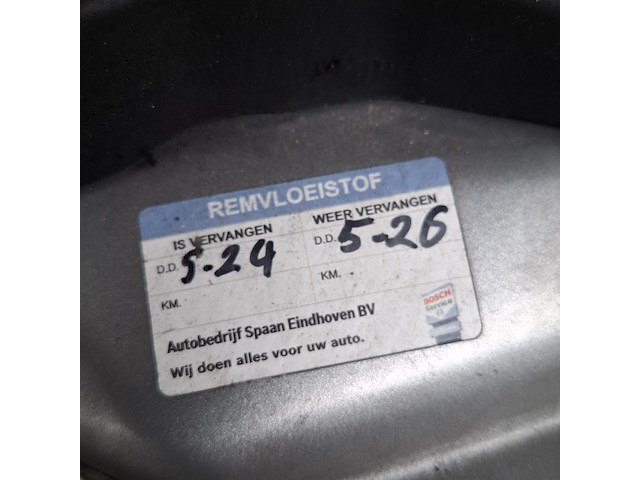 REMVLOEISTOF
IS VERVANGEN WEER VERVANGEN
D.D. 5-24 D.D. 5-26
KM. KM.
Autobedrijf Spaan Eindhoven BV
Wij doen alles voor uw auto.
BOSCH
Service